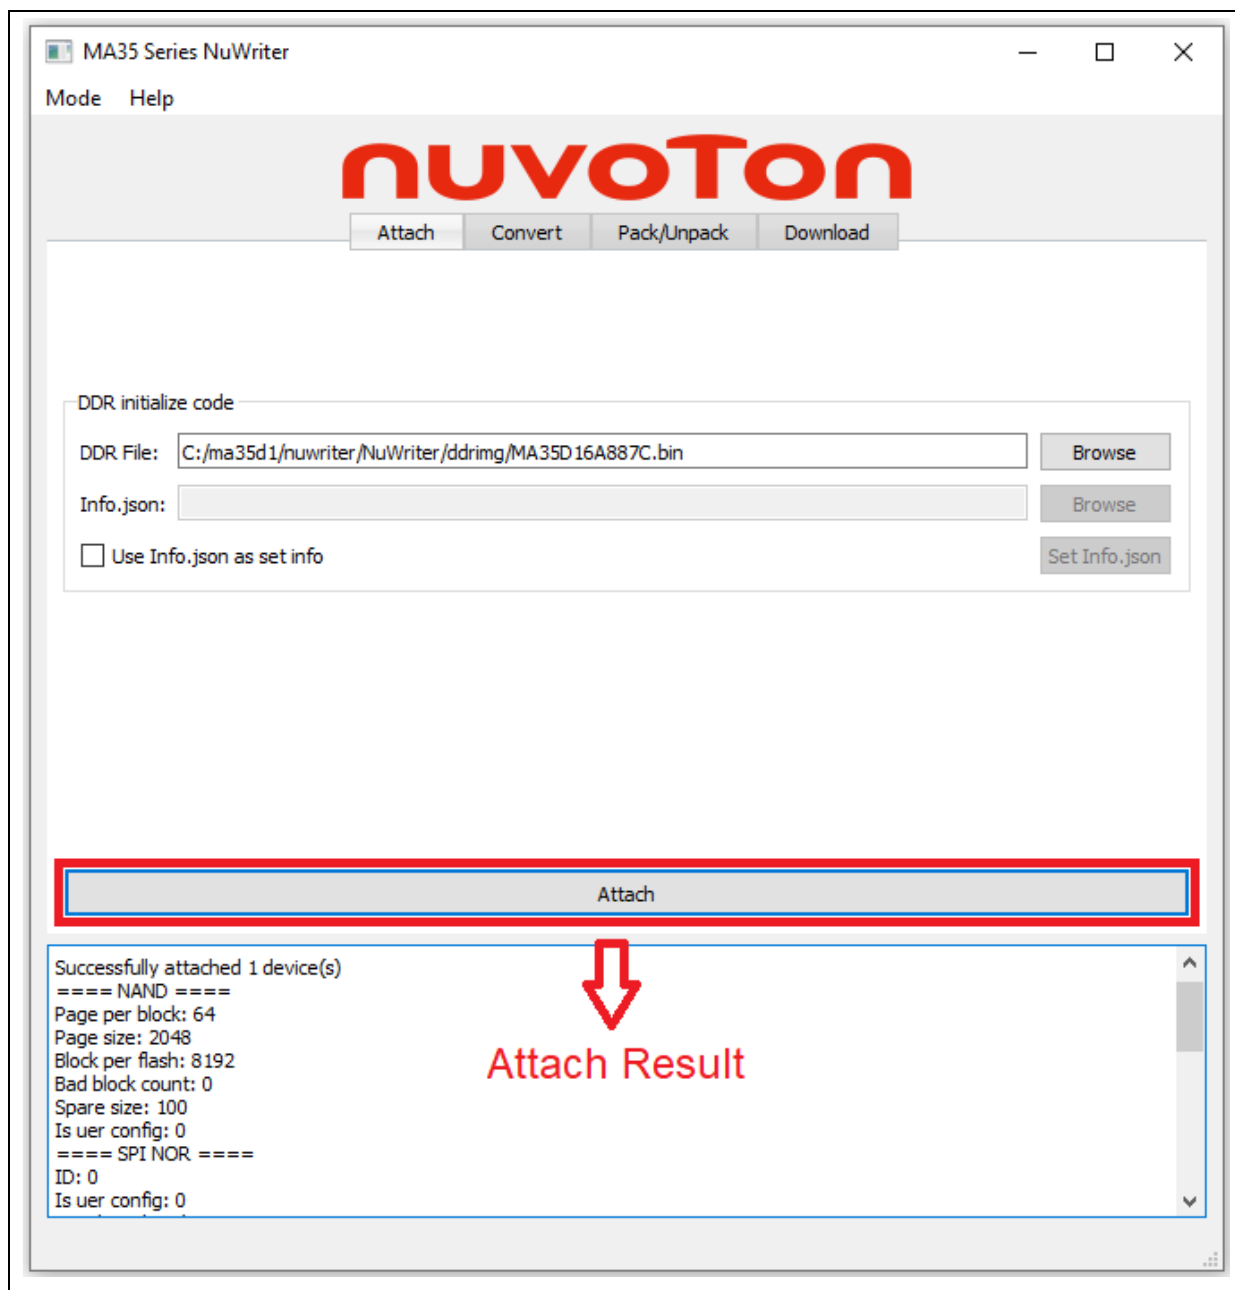 MA35 Series NuWriter
Mode Help
nuvoTon
Attach Convert Pack/Unpack Download
DDR initialize code
DDR File: C:/ma35d1/nuwriter/NuWriter/ddrimg/MA35D16A887C.bin Browse
Info.json: Browse
Use Info.json as set info Set Info.json
Attach
Successfully attached 1 device(s)
==== NAND ====
Page per block: 64
Page size: 2048
Block per flash: 8192
Attach Result
Bad block count: 0
Spare size: 100
Is uer config: 0
==== SPI NOR ====
ID: 0
Is uer config: 0